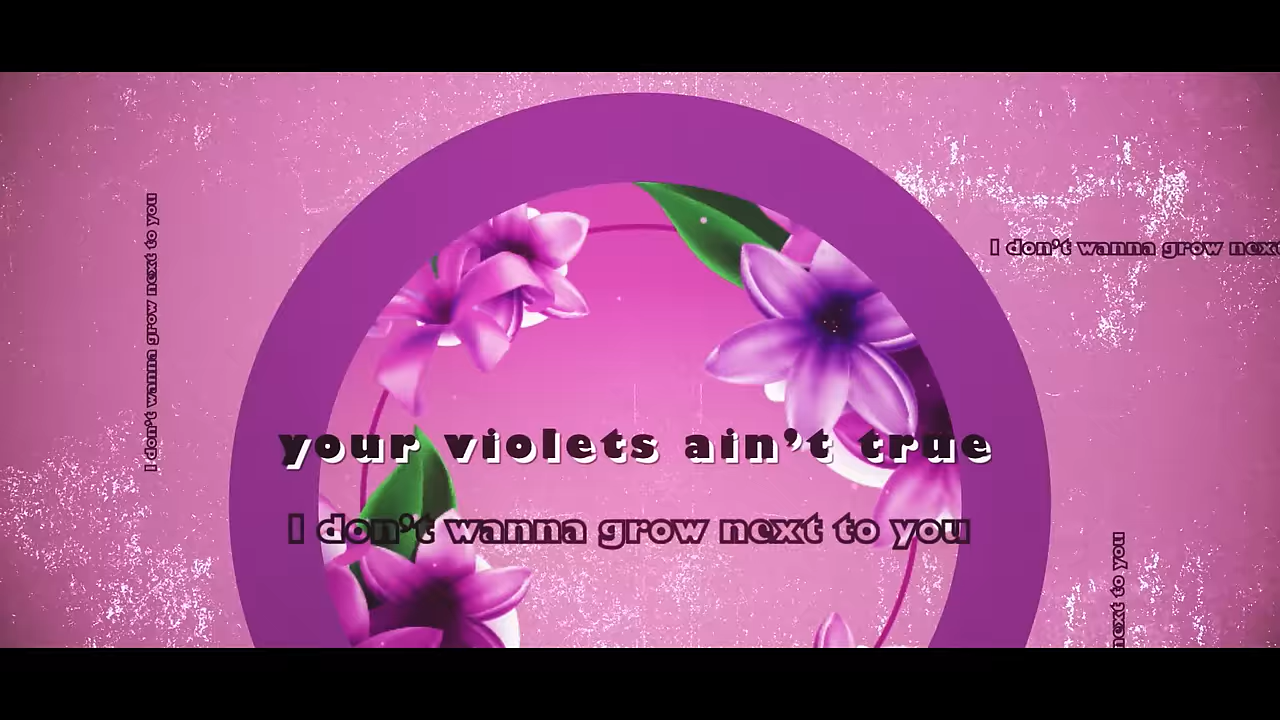 I don't wanna grow next to you
I don't wanna grow next
your violets ain't true
I don't wanna grow next to you
next to you